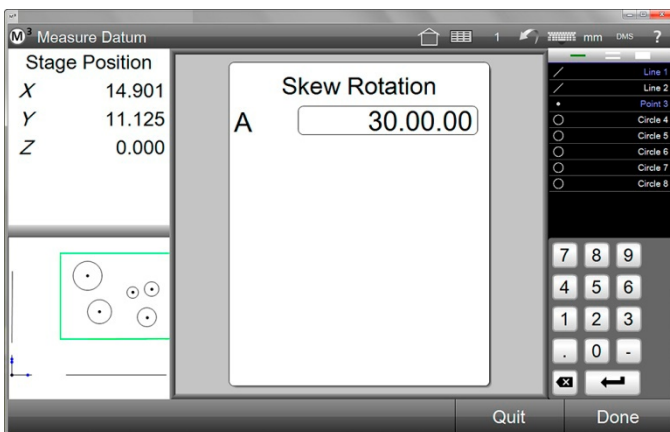 M³ Measure Datum
1
mm
DMS
?
Stage Position
X 14.901
Y 11.125
Z 0.000
Skew Rotation
A 30.00.00
Line 1
Line 2
Point 3
Circle 4
Circle 5
Circle 6
Circle 7
Circle 8
7 8 9
4 5 6
1 2 3
. 0 -
Quit
Done